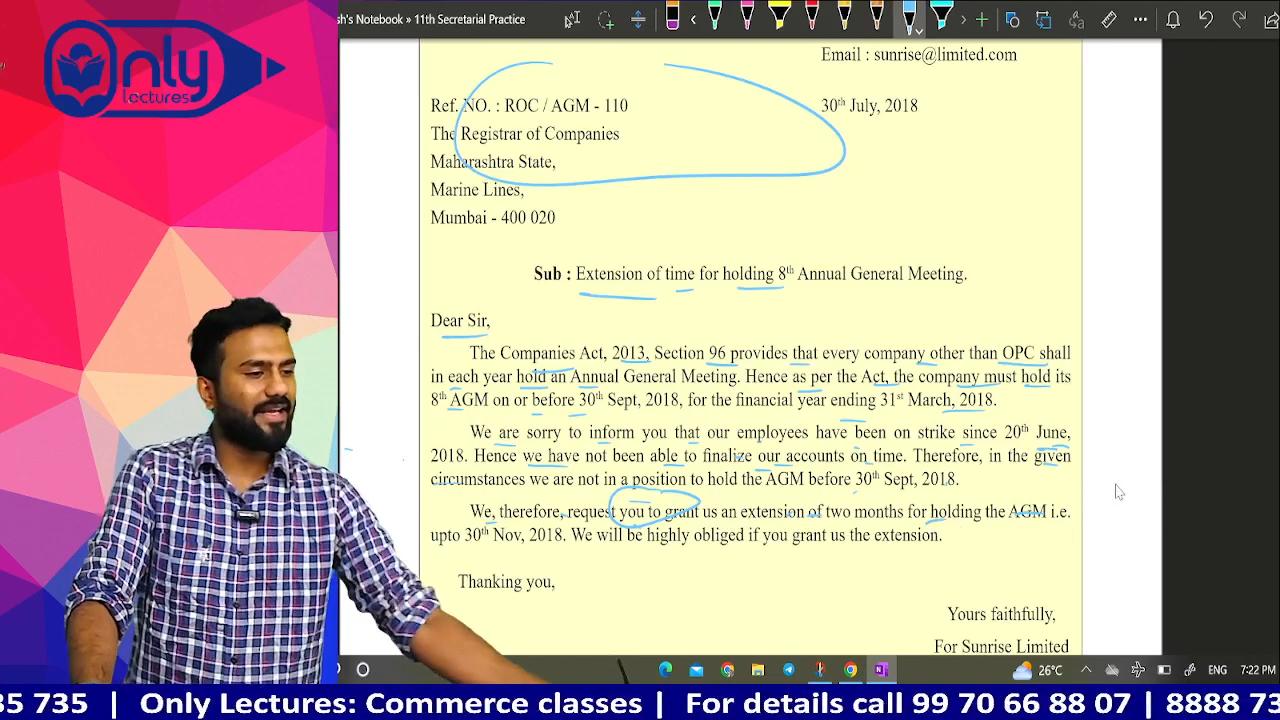 sh's Notebook » 11th Secretarial Practice
Only
lectures
Email : sunrise@limited.com
Ref. NO. : ROC / AGM - 110
30th July, 2018
The Registrar of Companies
Maharashtra State,
Marine Lines,
Mumbai - 400 020
Sub : Extension of time for holding 8th Annual General Meeting.
Dear Sir,
The Companies Act, 2013, Section 96 provides that every company other than OPC shall
in each year hold an Annual General Meeting. Hence as per the Act, the company must hold its
8th AGM on or before 30th Sept, 2018, for the financial year ending 31st March, 2018.
We are sorry to inform you that our employees have been on strike since 20th June,
2018. Hence we have not been able to finalize our accounts on time. Therefore, in the given
circumstances we are not in a position to hold the AGM before 30th Sept, 2018.
We, therefore, request you to grant us an extension of two months for holding the AGM i.e.
upto 30th Nov, 2018. We will be highly obliged if you grant us the extension.
Thanking you,
Yours faithfully,
For Sunrise Limited
26°C
ENG
7:22 PM
35 735 | Only Lectures: Commerce classes | For details call 99 70 66 88 07 | 8888 73